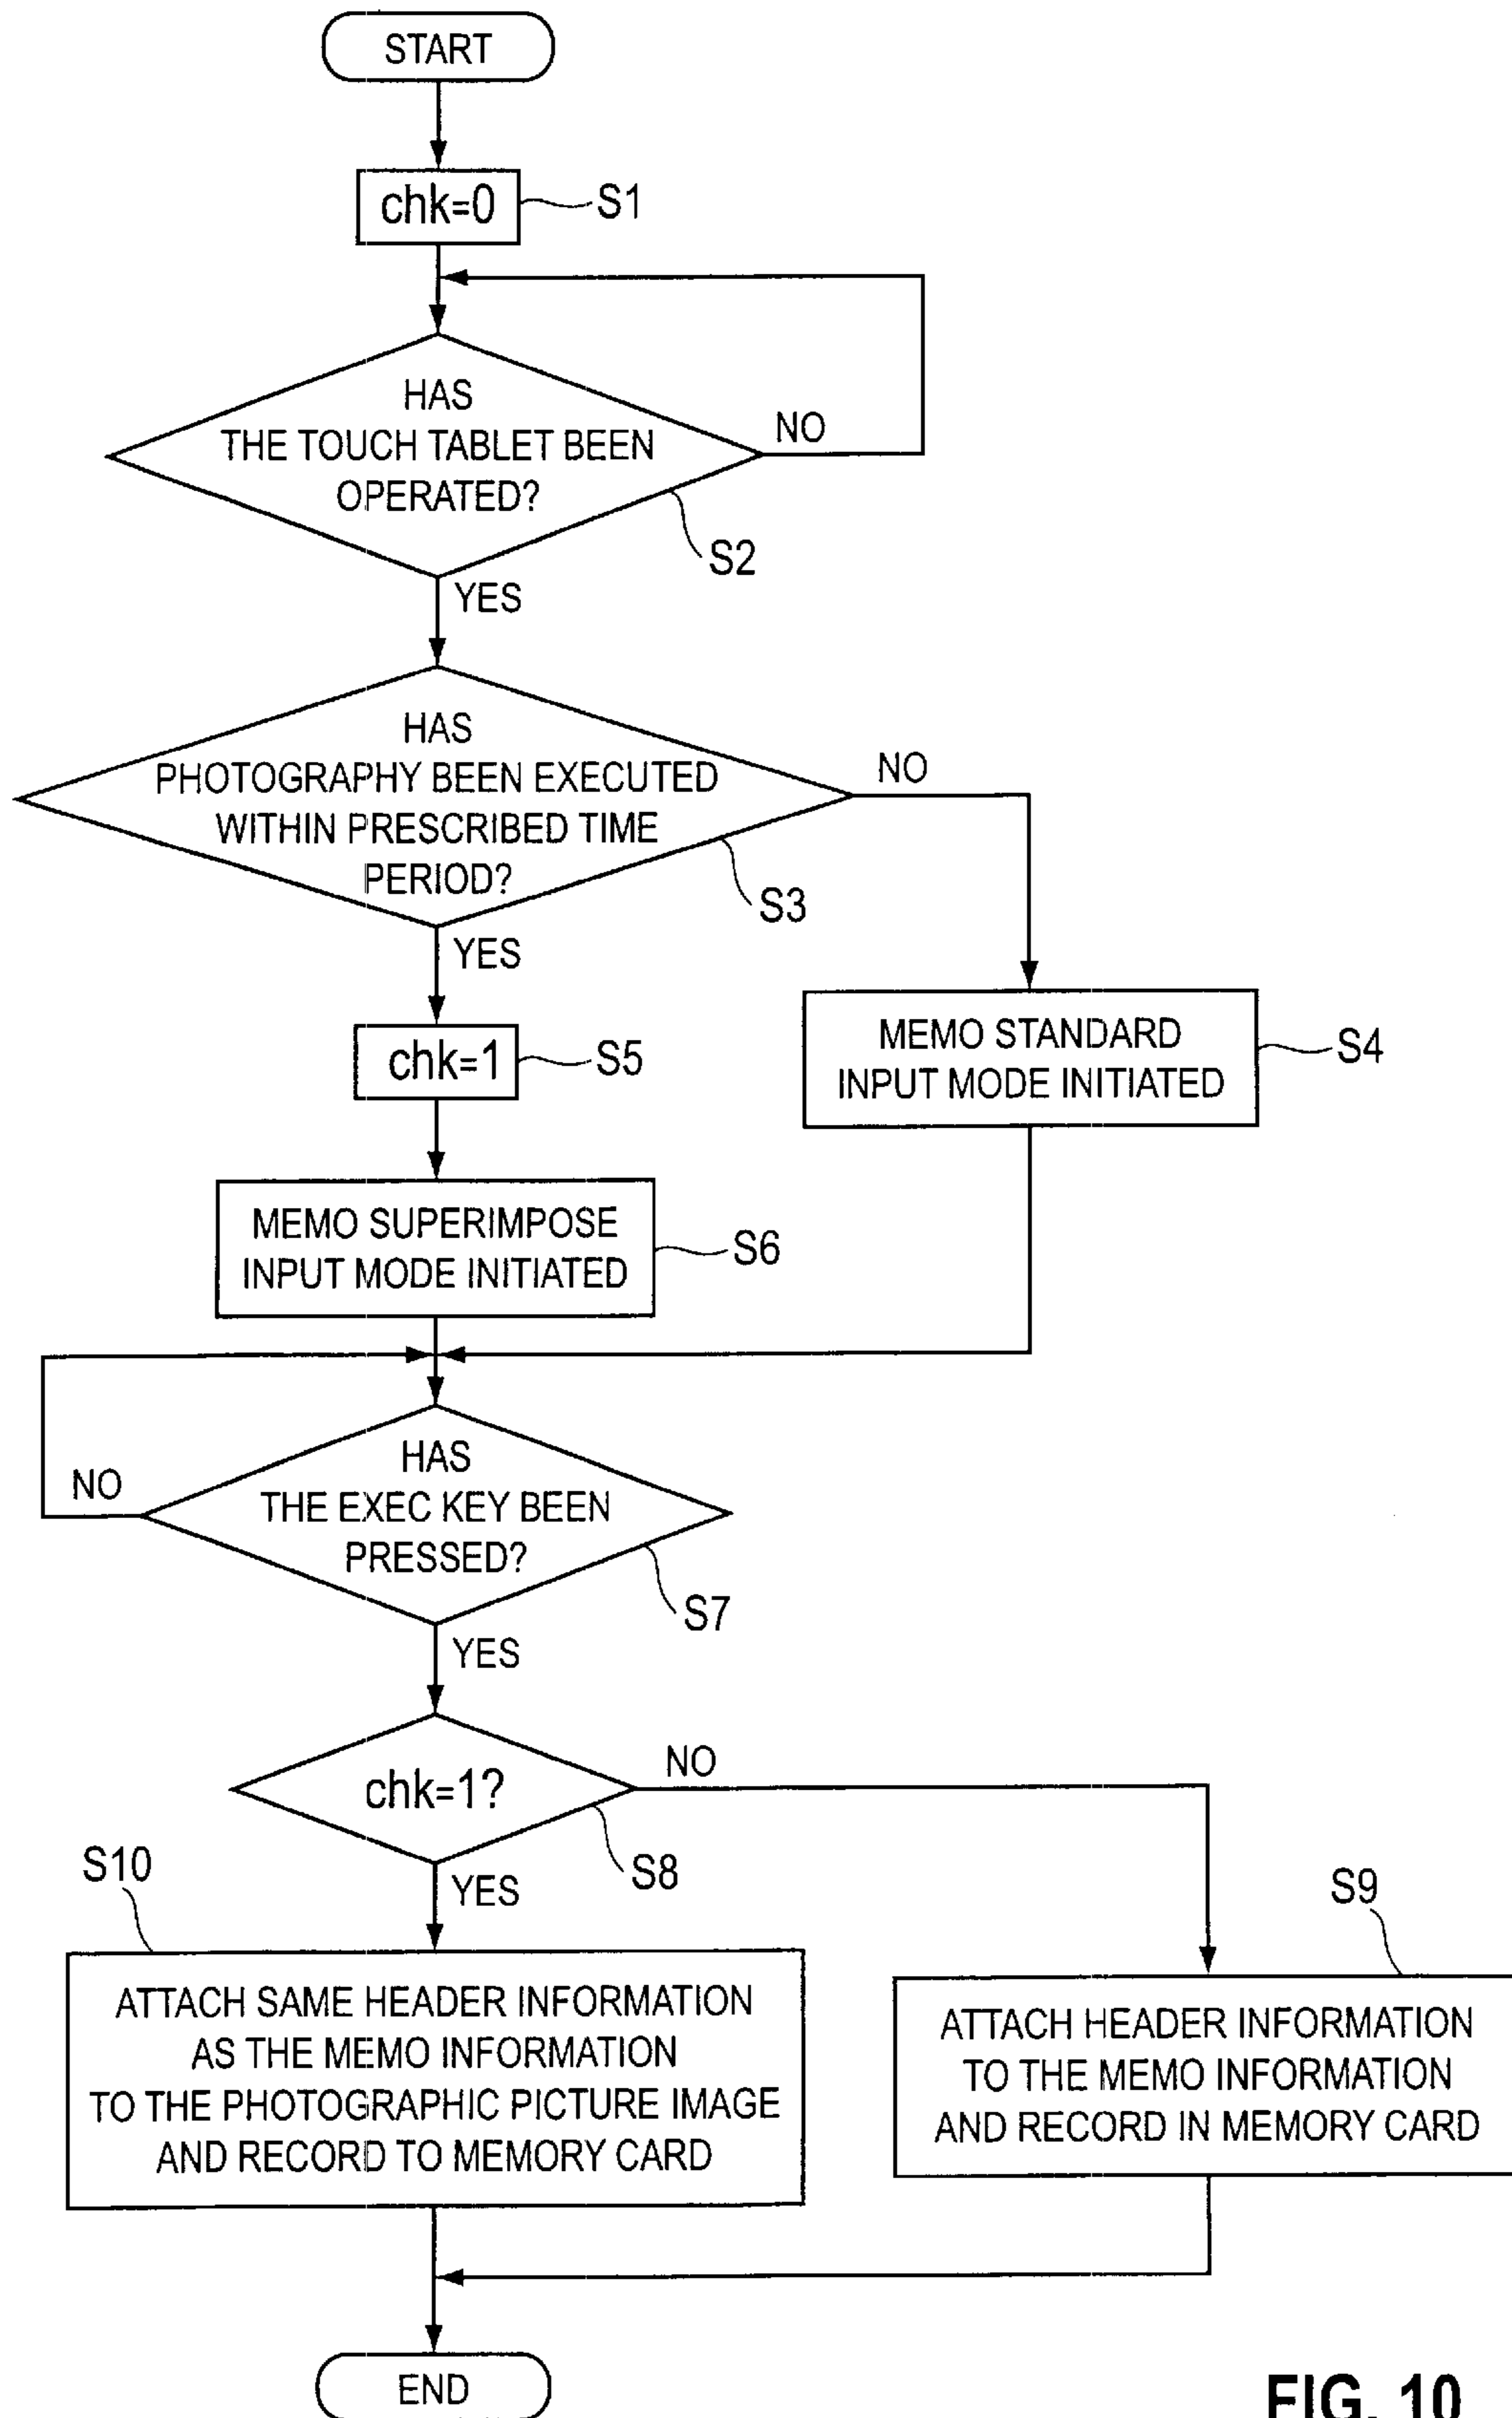 START
chk=0
S1
HAS
THE TOUCH TABLET BEEN
OPERATED?
NO
S2
YES
HAS
PHOTOGRAPHY BEEN EXECUTED
WITHIN PRESCRIBED TIME
PERIOD?
NO
S3
YES
chk=1
S5
MEMO STANDARD
INPUT MODE INITIATED
S4
MEMO SUPERIMPOSE
INPUT MODE INITIATED
S6
HAS
THE EXEC KEY BEEN
PRESSED?
NO
S7
YES
chk=1?
NO
S8
YES
S10
ATTACH SAME HEADER INFORMATION
AS THE MEMO INFORMATION
TO THE PHOTOGRAPHIC PICTURE IMAGE
AND RECORD TO MEMORY CARD
S9
ATTACH HEADER INFORMATION
TO THE MEMO INFORMATION
AND RECORD IN MEMORY CARD
END
FIG. 10